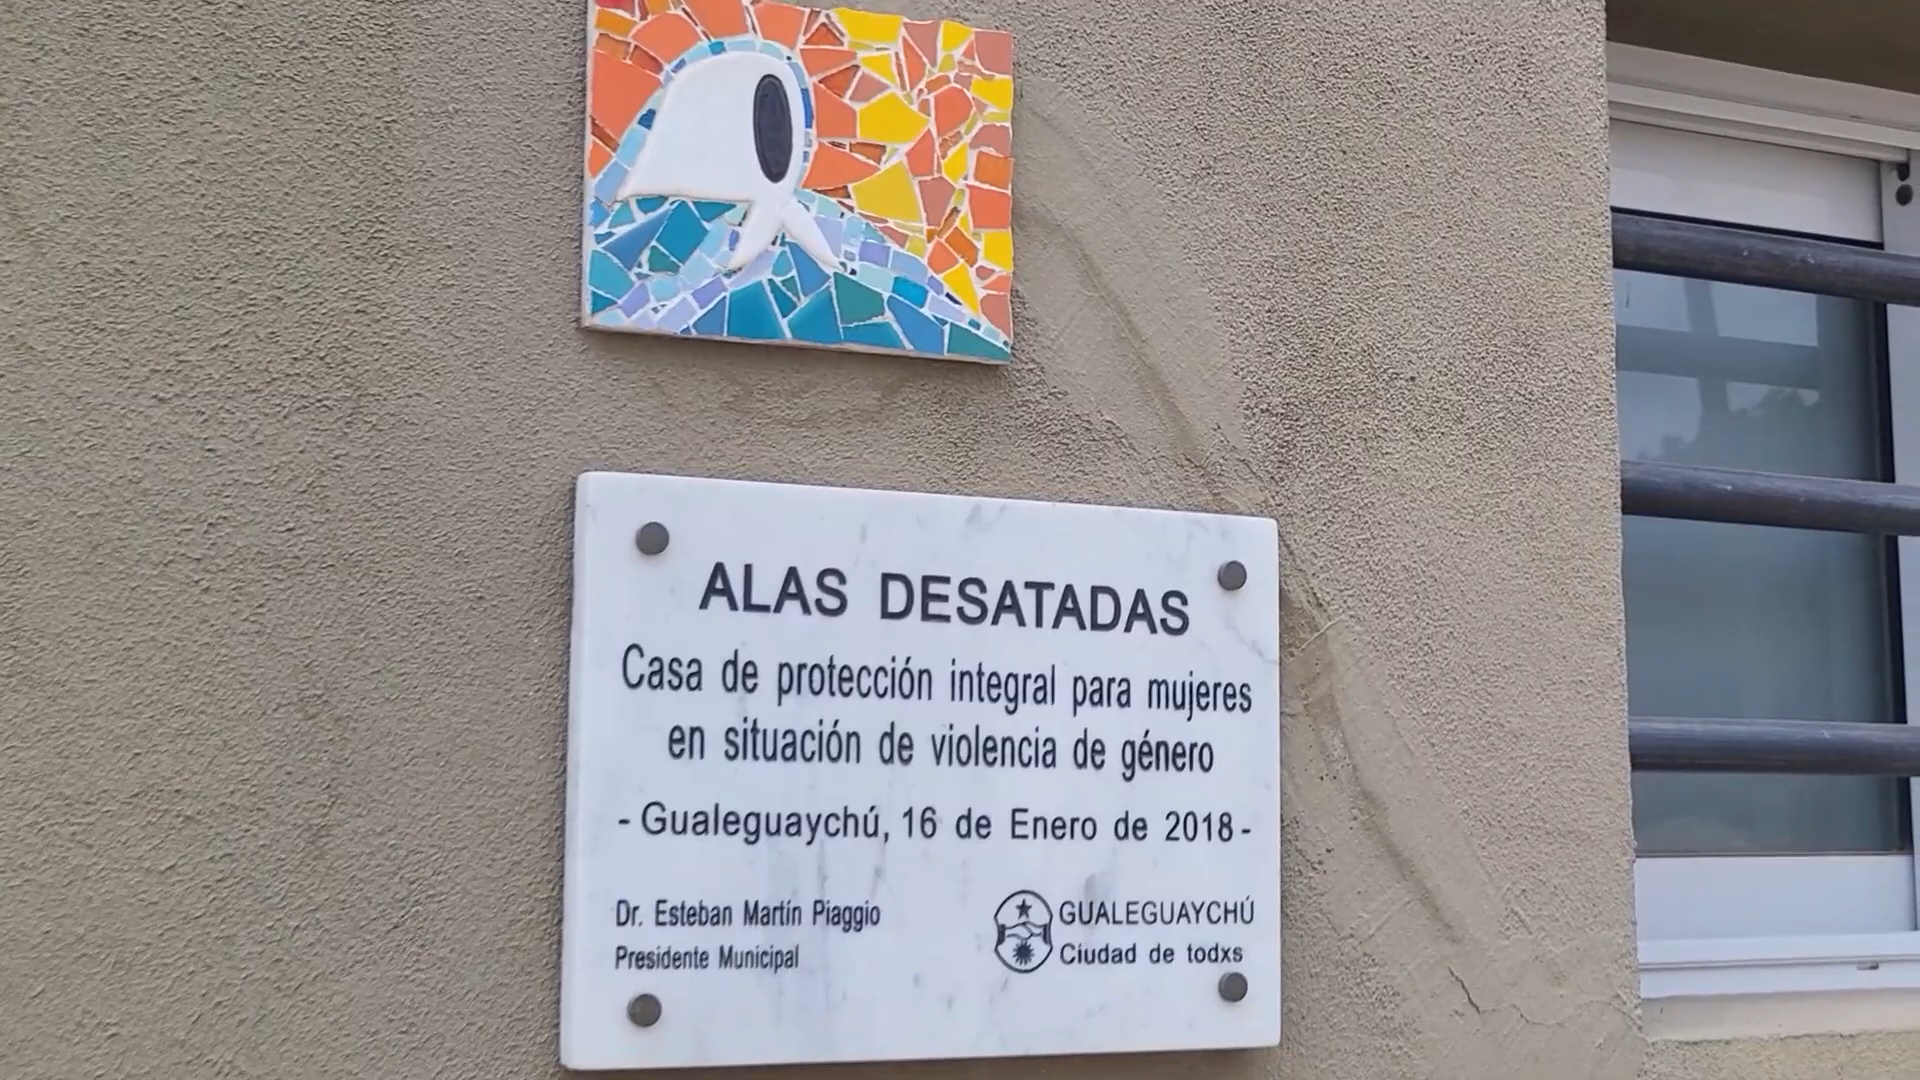 ALAS DESATADAS
Casa de protección integral para mujeres
en situación de violencia de género
- Gualeguaychú, 16 de Enero de 2018 -
Dr. Esteban Martín Piaggio
Presidente Municipal
GUALEGUAYCHÚ
Ciudad de todxs